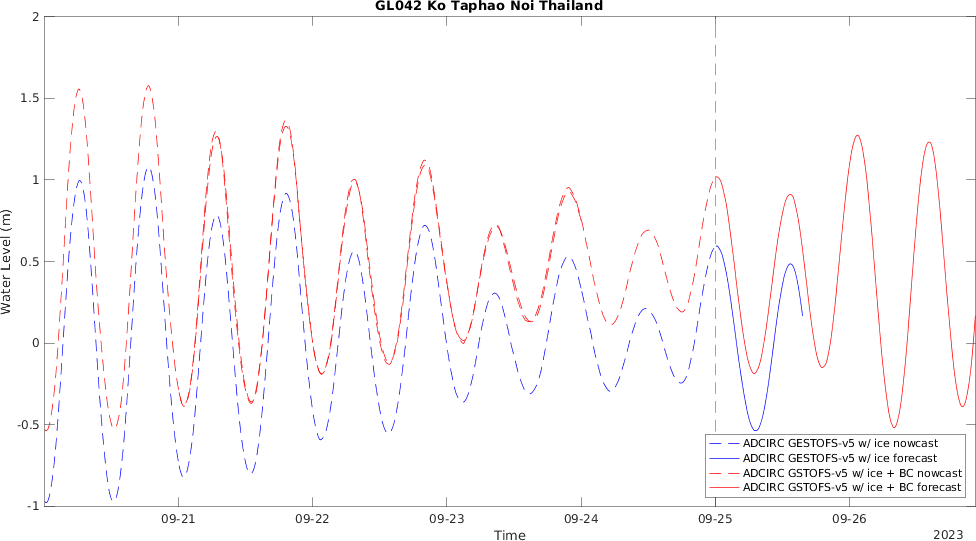 GL042 Ko Taphao Noi Thailand
2
1.5
1
0.5
0
-0.5
-1
Water Level (m)
09-21 09-22 09-23 09-24 09-25 09-26
Time
2023
ADCIRC GESTOFS-v5 w/ ice nowcast
ADCIRC GESTOFS-v5 w/ ice forecast
ADCIRC GSTOFS-v5 w/ ice + BC nowcast
ADCIRC GSTOFS-v5 w/ ice + BC forecast